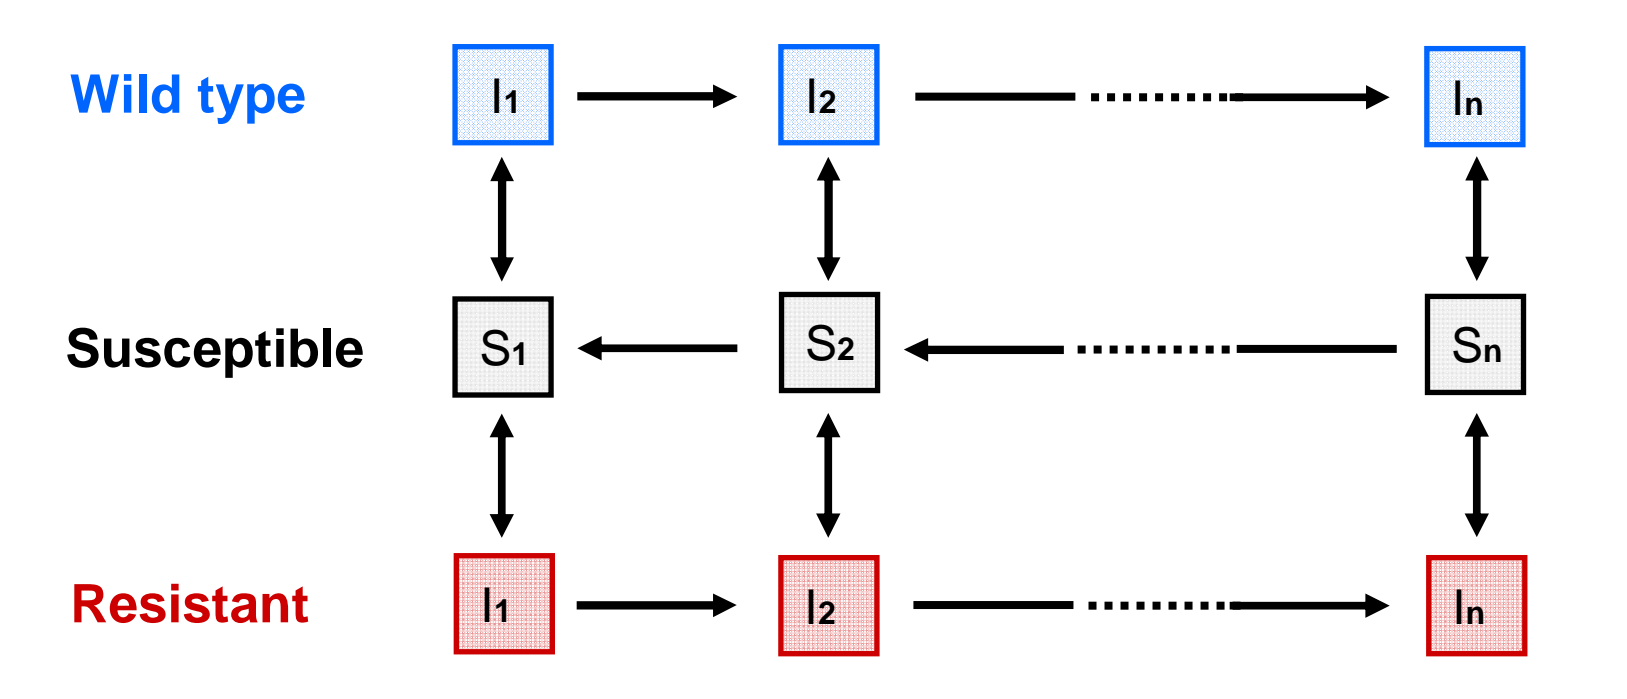 Wild type I1 I2 In
Susceptible S1 S2 Sn
Resistant I1 I2 In